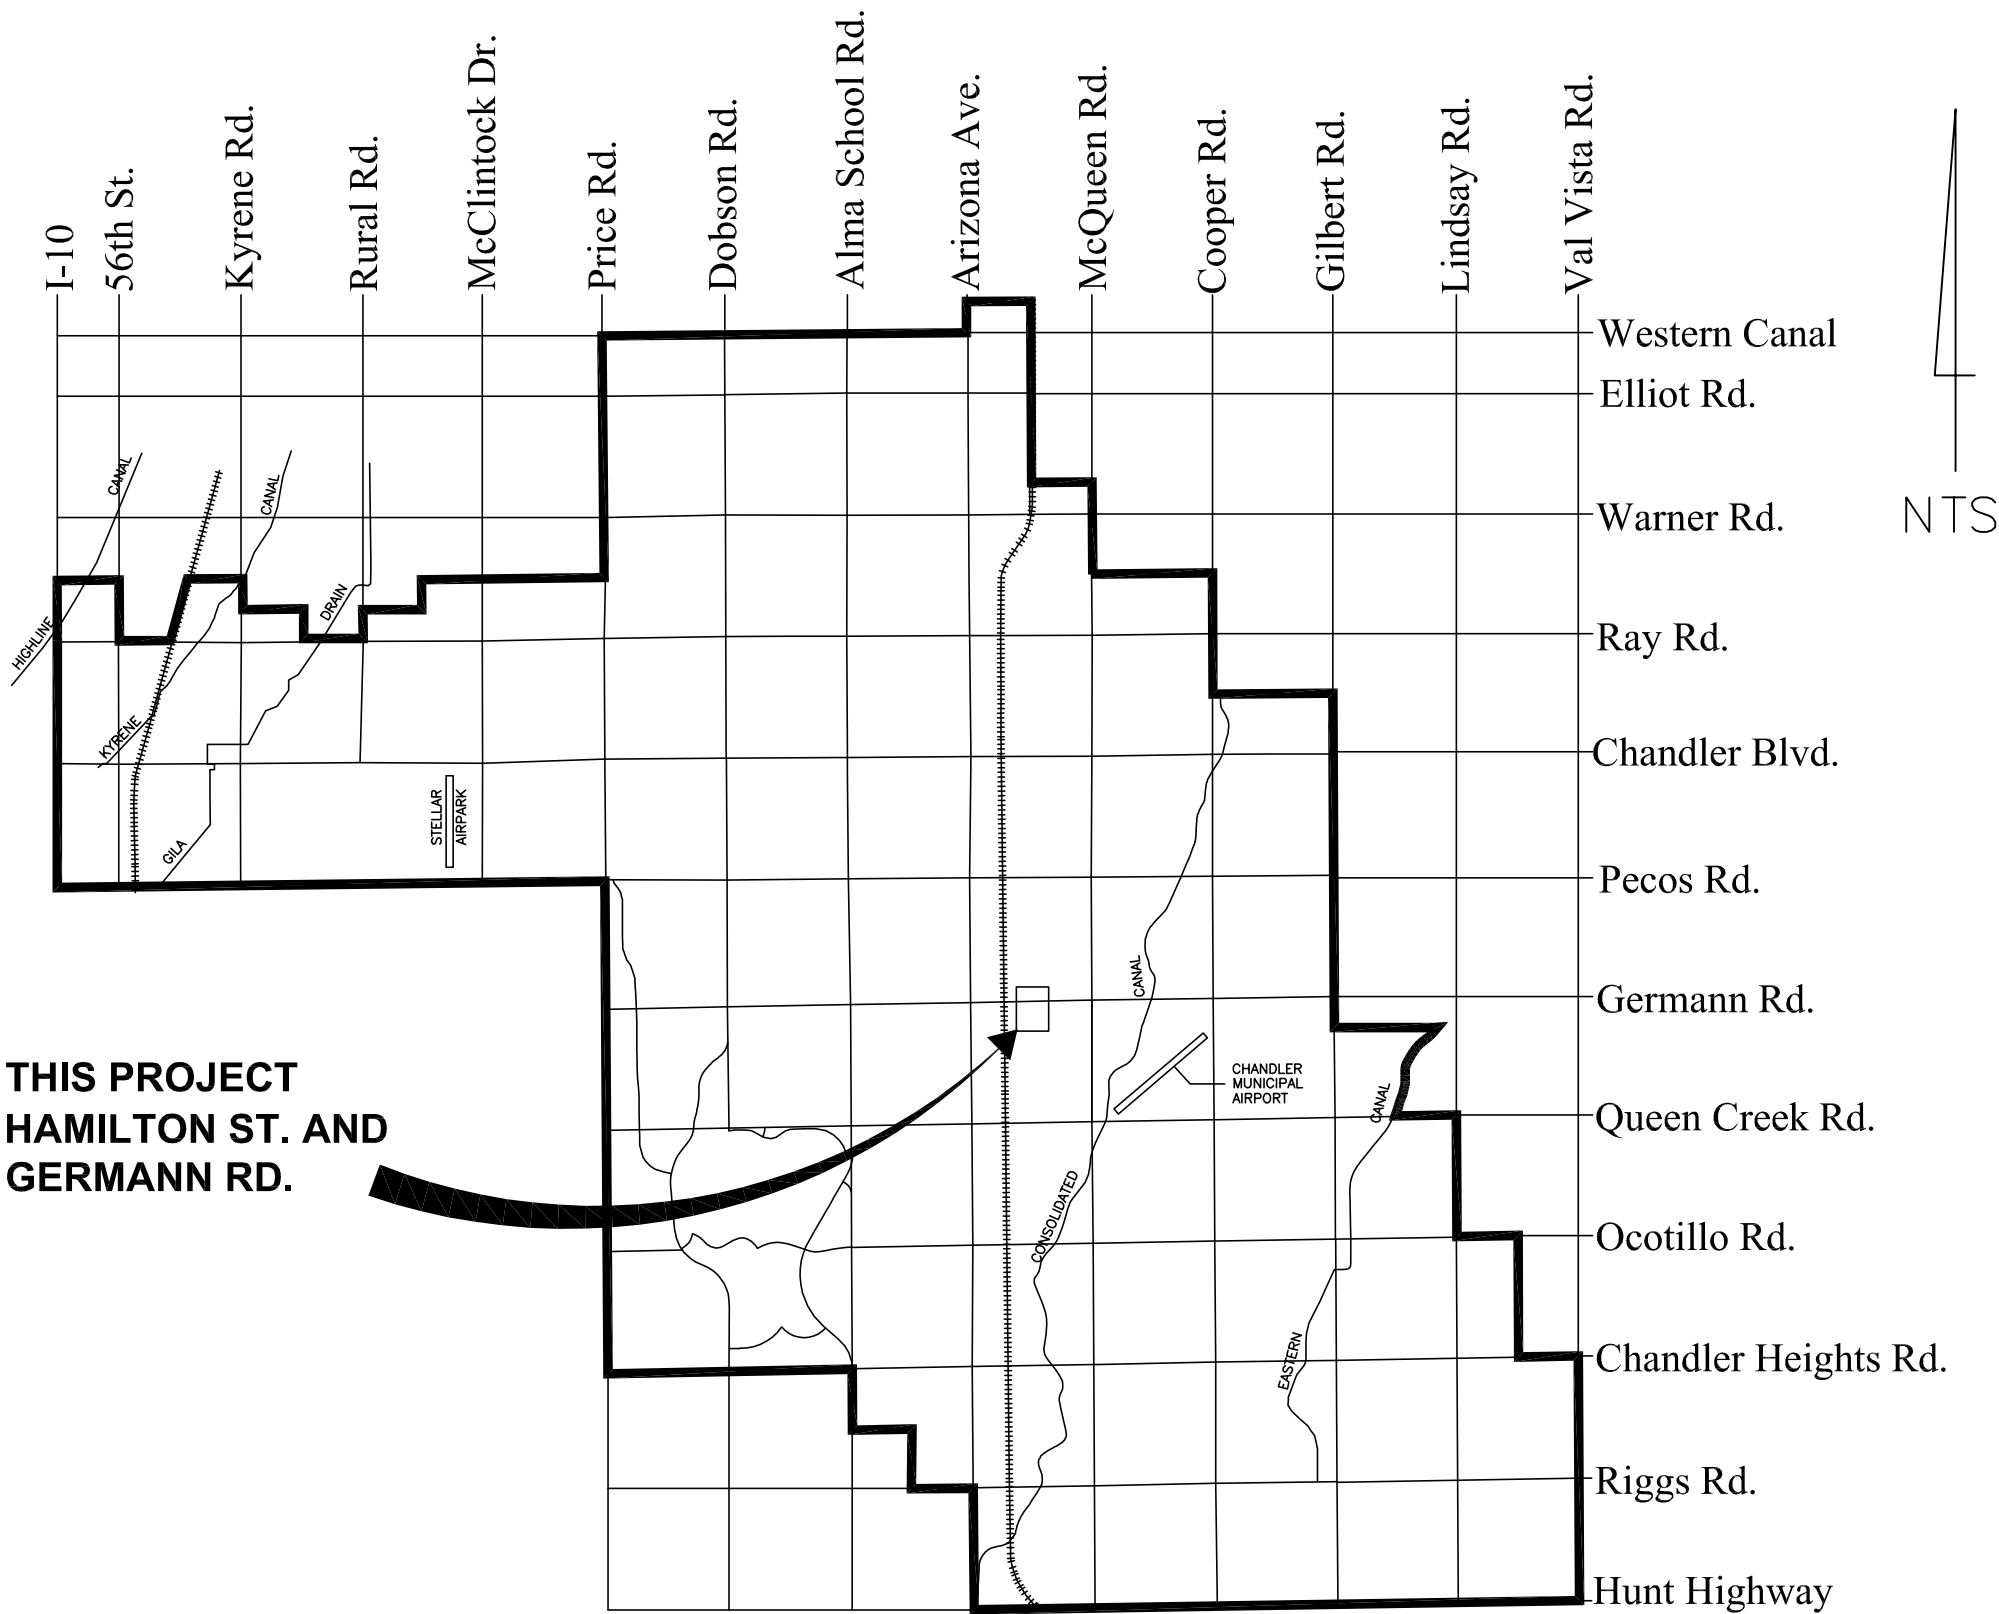 I-10
56th St.
Kyrene Rd.
Rural Rd.
McClintock Dr.
Price Rd.
Dobson Rd.
Alma School Rd.
Arizona Ave.
McQueen Rd.
Cooper Rd.
Gilbert Rd.
Lindsay Rd.
Val Vista Rd.
Western Canal
Elliot Rd.
Warner Rd.
Ray Rd.
Chandler Blvd.
Pecos Rd.
Germann Rd.
Queen Creek Rd.
Ocotillo Rd.
Chandler Heights Rd.
Riggs Rd.
Hunt Highway
NTS
CANAL
HIGHLINE
CANAL
KYRENE
DRAIN
GILA
STELLAR
AIRPARK
CANAL
CONSOLIDATED
CHANDLER
MUNICIPAL
AIRPORT
CANAL
EASTERN
THIS PROJECT
HAMILTON ST. AND
GERMANN RD.